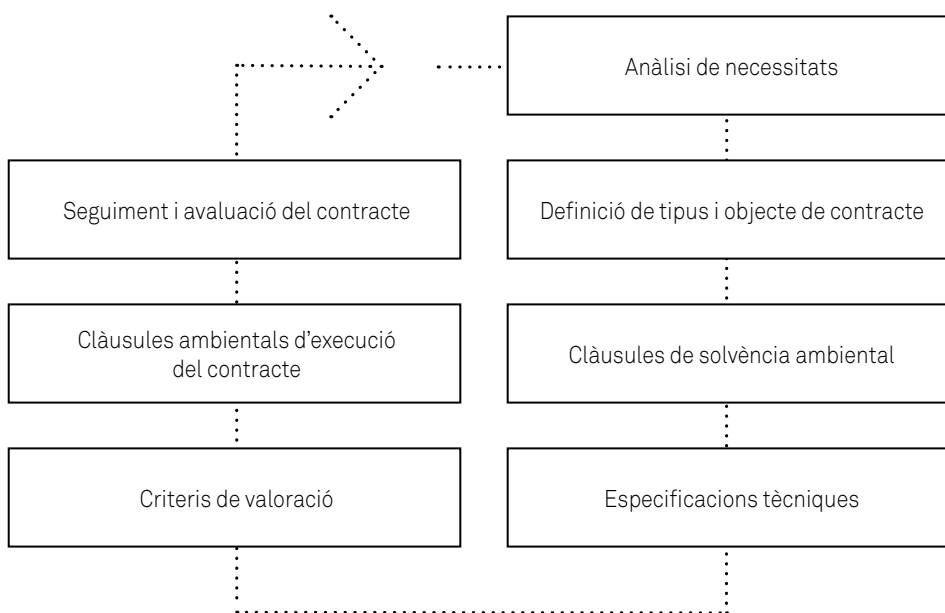 Anàlisi de necessitats
Seguiment i avaluació del contracte
Definició de tipus i objecte de contracte
Clàusules ambientals d'execució
del contracte
Clàusules de solvència ambiental
Criteris de valoració
Especificacions tècniques